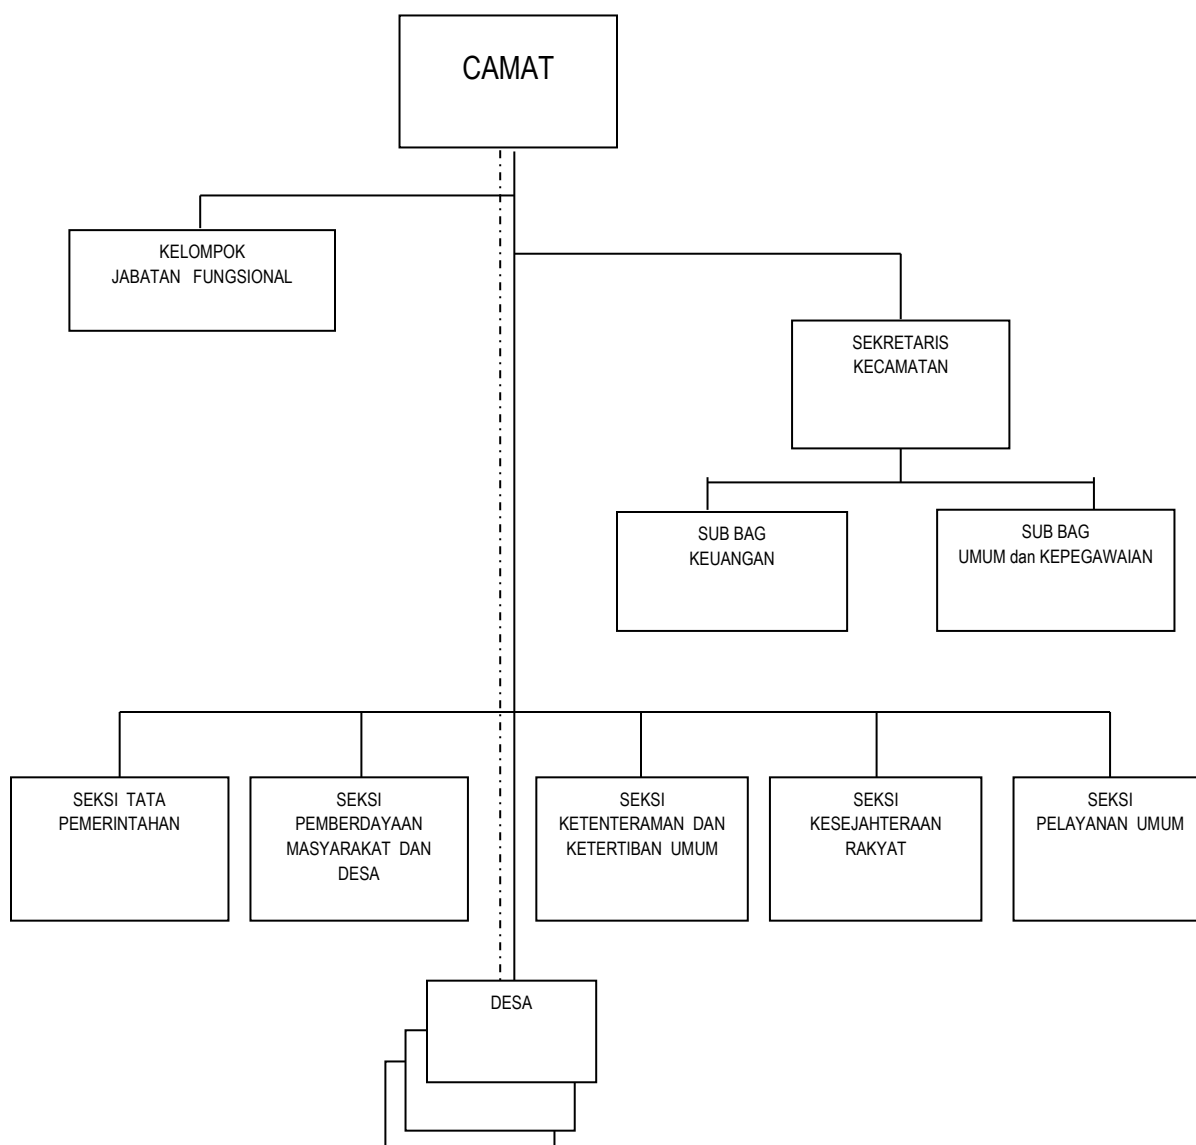 CAMAT
KELOMPOK
JABATAN FUNGSIONAL
SEKRETARIS
KECAMATAN
SUB BAG
KEUANGAN
SUB BAG
UMUM dan KEPEGAWAIAN
SEKSI TATA
PEMERINTAHAN
SEKSI
PEMBERDAYAAN
MASYARAKAT DAN
DESA
SEKSI
KETENTERAMAN DAN
KETERTIBAN UMUM
SEKSI
KESEJAHTERAAN
RAKYAT
SEKSI
PELAYANAN UMUM
DESA